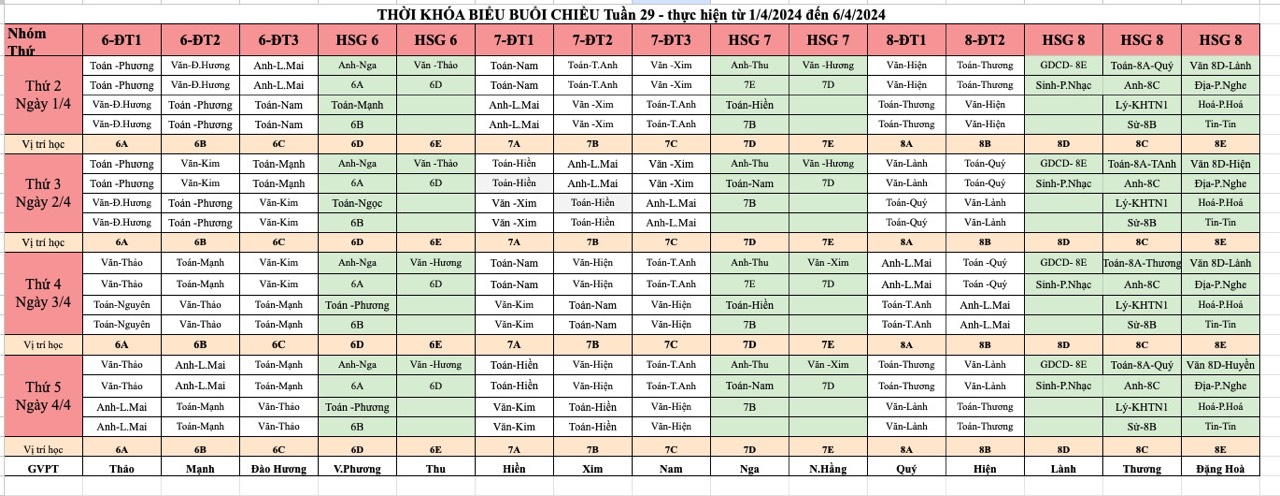 THỜI KHÓA BIỂU BUỔI CHIỀU Tuần 29 - thực hiện từ 1/4/2024 đến 6/4/2024
Nhóm Thứ 6-ĐT1 6-ĐT2 6-ĐT3 HSG 6 HSG 6 7-ĐT1 7-ĐT2 7-ĐT3 HSG 7 HSG 7 8-ĐT1 8-ĐT2 HSG 8 HSG 8 HSG 8
Thứ 2 Ngày 1/4
Toán -Phương Văn-Đ.Hương Anh-L.Mai Anh-Nga Văn -Thảo Toán-Nam Toán-T.Anh Văn -Xim Anh-Thu Văn -Hương Văn-Hiện Toán-Thương GDCD- 8E Toán-8A-Quý Văn 8D-Lành
Toán -Phương Văn-Đ.Hương Anh-L.Mai 6A 6D Toán-Nam Toán-T.Anh Văn -Xim 7E 7D Văn-Hiện Toán-Thương Sinh-P.Nhạc Anh-8C Địa-P.Nghe
Văn-Đ.Hương Toán -Phương Toán-Nam Toán-Mạnh Anh-L.Mai Văn -Xim Toán-T.Anh Toán-Hiền Toán-Thương Văn-Hiện Lý-KHTN1 Hoá-P.Hoá
Văn-Đ.Hương Toán -Phương Toán-Nam 6B Anh-L.Mai Văn -Xim Toán-T.Anh 7B Toán-Thương Văn-Hiện Sử-8B Tin-Tin
Vị trí học 6A 6B 6C 6D 6E 7A 7B 7C 7D 7E 8A 8B 8D 8C 8E
Thứ 3 Ngày 2/4
Toán -Phương Văn-Kim Toán-Mạnh Anh-Nga Văn -Thảo Toán-Hiền Anh-L.Mai Văn -Xim Anh-Thu Văn -Hương Văn-Lành Toán-Quý GDCD- 8E Toán-8A-TAnh Văn 8D-Hiện
Toán -Phương Văn-Kim Toán-Mạnh 6A 6D Toán-Hiền Anh-L.Mai Văn -Xim Toán-Nam 7D Văn-Lành Toán-Quý Sinh-P.Nhạc Anh-8C Địa-P.Nghe
Văn-Đ.Hương Toán -Phương Văn-Kim Toán-Ngọc Văn -Xim Toán-Hiền Anh-L.Mai 7B Toán-Quý Văn-Lành Lý-KHTN1 Hoá-P.Hoá
Văn-Đ.Hương Toán -Phương Văn-Kim 6B Văn -Xim Toán-Hiền Anh-L.Mai Toán-Quý Văn-Lành Sử-8B Tin-Tin
Vị trí học 6A 6B 6C 6D 6E 7A 7B 7C 7D 7E 8A 8B 8D 8C 8E
Thứ 4 Ngày 3/4
Văn-Thảo Toán-Mạnh Văn-Kim Anh-Nga Văn -Hương Toán-Nam Văn-Hiện Toán-T.Anh Anh-Thu Văn -Xim Anh-L.Mai Toán -Quý GDCD- 8E Toán-8A-Thương Văn 8D-Lành
Văn-Thảo Toán-Mạnh Văn-Kim 6A 6D Toán-Nam Văn-Hiện Toán-T.Anh 7E 7D Anh-L.Mai Toán -Quý Sinh-P.Nhạc Anh-8C Địa-P.Nghe
Toán-Nguyên Văn-Thảo Toán-Mạnh Toán -Phương Văn-Kim Toán-Nam Văn-Hiện Toán-Hiền Toán-T.Anh Anh-L.Mai Lý-KHTN1 Hoá-P.Hoá
Toán-Nguyên Văn-Thảo Toán-Mạnh 6B Văn-Kim Toán-Nam Văn-Hiện 7B Toán-T.Anh Anh-L.Mai Sử-8B Tin-Tin
Vị trí học 6A 6B 6C 6D 6E 7A 7B 7C 7D 7E 8A 8B 8D 8C 8E
Thứ 5 Ngày 4/4
Văn-Thảo Anh-L.Mai Toán-Mạnh Anh-Nga Văn -Hương Toán-Hiền Văn-Hiện Toán-T.Anh Anh-Thu Văn -Xim Toán-Thương Văn-Lành GDCD- 8E Toán-8A-Quý Văn 8D-Huyền
Văn-Thảo Anh-L.Mai Toán-Mạnh 6A 6D Toán-Hiền Văn-Hiện Toán-T.Anh Toán-Nam 7D Toán-Thương Văn-Lành Sinh-P.Nhạc Anh-8C Địa-P.Nghe
Anh-L.Mai Toán-Mạnh Văn-Thảo Toán -Phương Văn-Kim Toán-Hiền Văn-Hiện 7B Văn-Lành Toán-Thương Lý-KHTN1 Hoá-P.Hoá
Anh-L.Mai Toán-Mạnh Văn-Thảo 6B Văn-Kim Toán-Hiền Văn-Hiện Văn-Lành Toán-Thương Sử-8B Tin-Tin
Vị trí học 6A 6B 6C 6D 6E 7A 7B 7C 7D 7E 8A 8B 8D 8C 8E
GVPT Thảo Mạnh Đào Hương V.Phương Thu Hiền Xim Nam Nga N.Hằng Quý Hiện Lành Thương Đặng Hoà